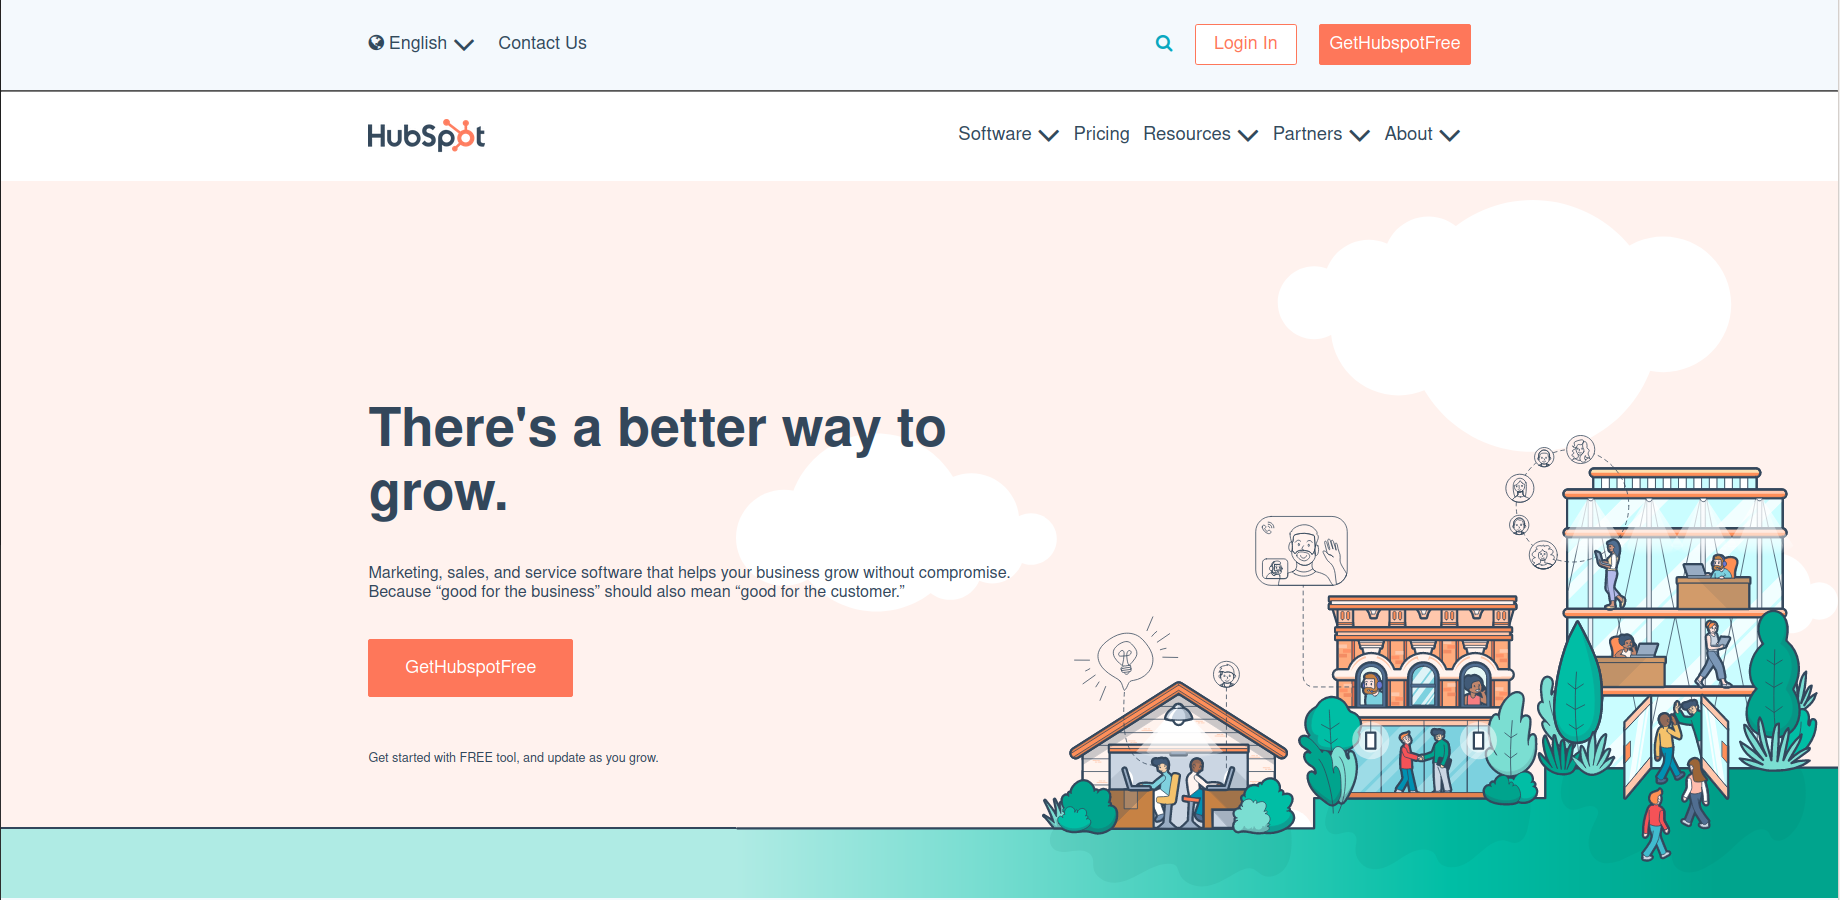 English Contact Us Login In GetHubspotFree
HubSpot Software Pricing Resources Partners About
There's a better way to
grow.
Marketing, sales, and service software that helps your business grow without compromise.
Because “good for the business” should also mean “good for the customer.”
GetHubspotFree
Get started with FREE tool, and update as you grow.